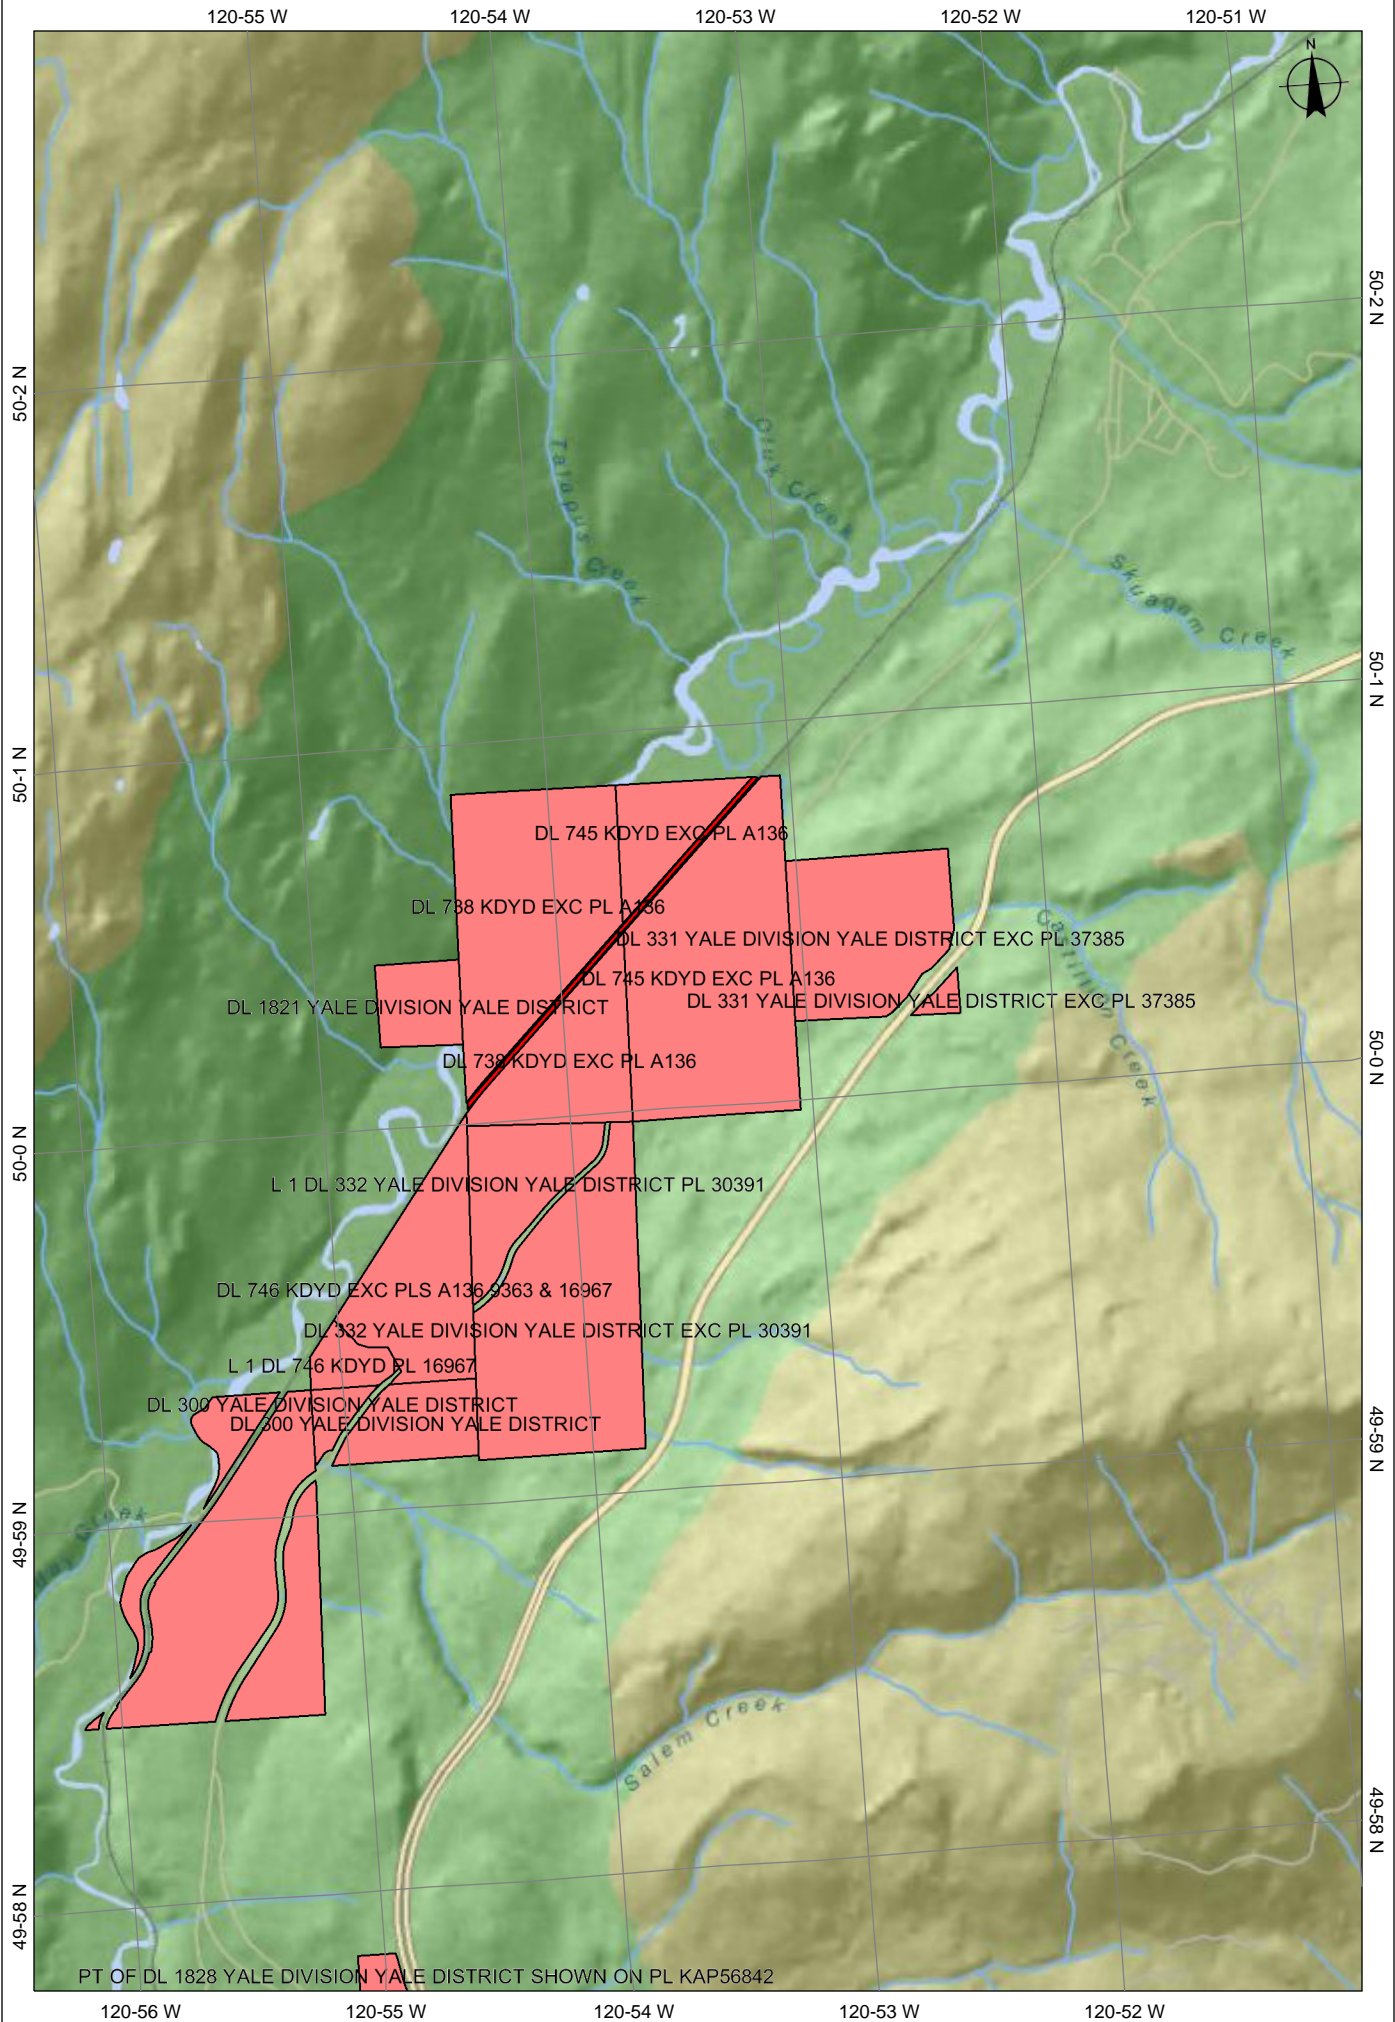 120-55 W
120-54 W
120-53 W
120-52 W
120-51 W
N
50-2 N
50-2 N
Tatapus Creek
Oluk Creek
Skuagam Creek
50-1 N
50-1 N
DL 745 KDYD EXC PL A136
DL 738 KDYD EXC PL A136
DL 331 YALE DIVISION YALE DISTRICT EXC PL 37385
DL 745 KDYD EXC PL A136
DL 331 YALE DIVISION YALE DISTRICT EXC PL 37385
DL 1821 YALE DIVISION YALE DISTRICT
Creek
DL 738 KDYD EXC PL A136
50-0 N
50-0 N
L 1 DL 332 YALE DIVISION YALE DISTRICT PL 30391
DL 746 KDYD EXC PLS A136 9363 & 16967
DL 332 YALE DIVISION YALE DISTRICT EXC PL 30391
L 1 DL 746 KDYD PL 16967
DL 300 YALE DIVISION YALE DISTRICT
DL 300 YALE DIVISION YALE DISTRICT
49-59 N
49-59 N
Creek
Salem Creek
49-58 N
49-58 N
PT OF DL 1828 YALE DIVISION YALE DISTRICT SHOWN ON PL KAP56842
120-56 W
120-55 W
120-54 W
120-53 W
120-52 W